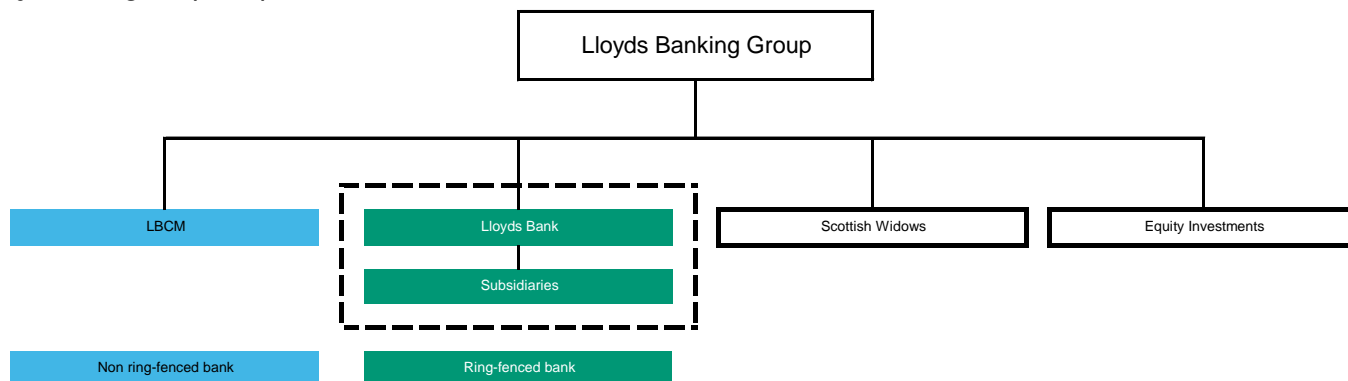 Lloyds Banking Group
LBCM
Lloyds Bank
Scottish Widows
Equity Investments
Subsidiaries
Non ring-fenced bank
Ring-fenced bank